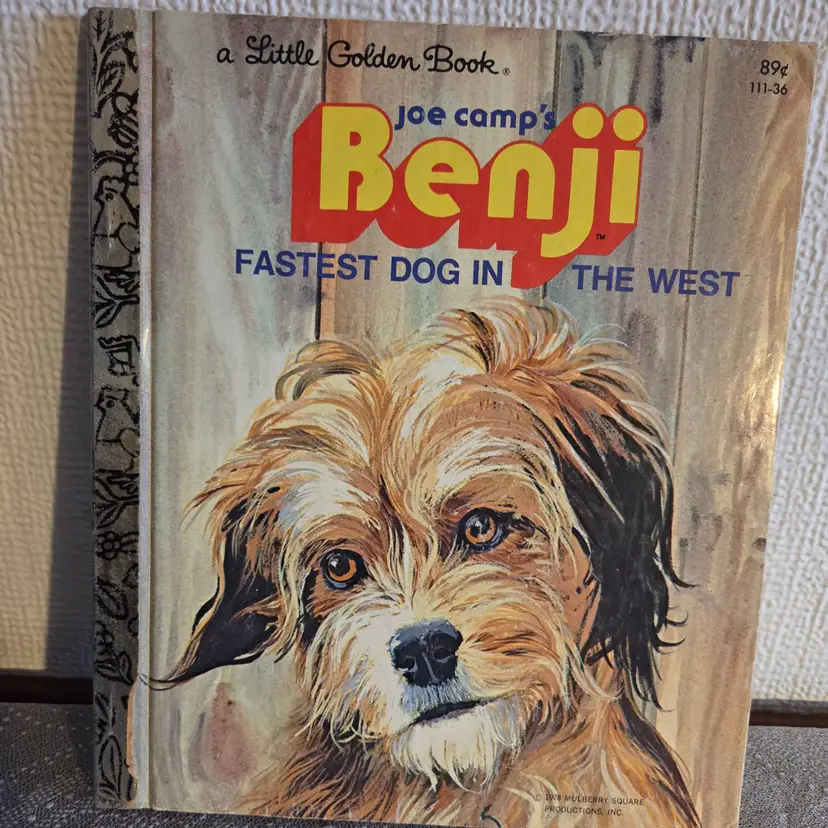 a Little Golden Book®
89¢
111-36
joe camp's
Benji™
FASTEST DOG IN THE WEST
© 1978 MULBERRY SQUARE
PRODUCTIONS, INC.